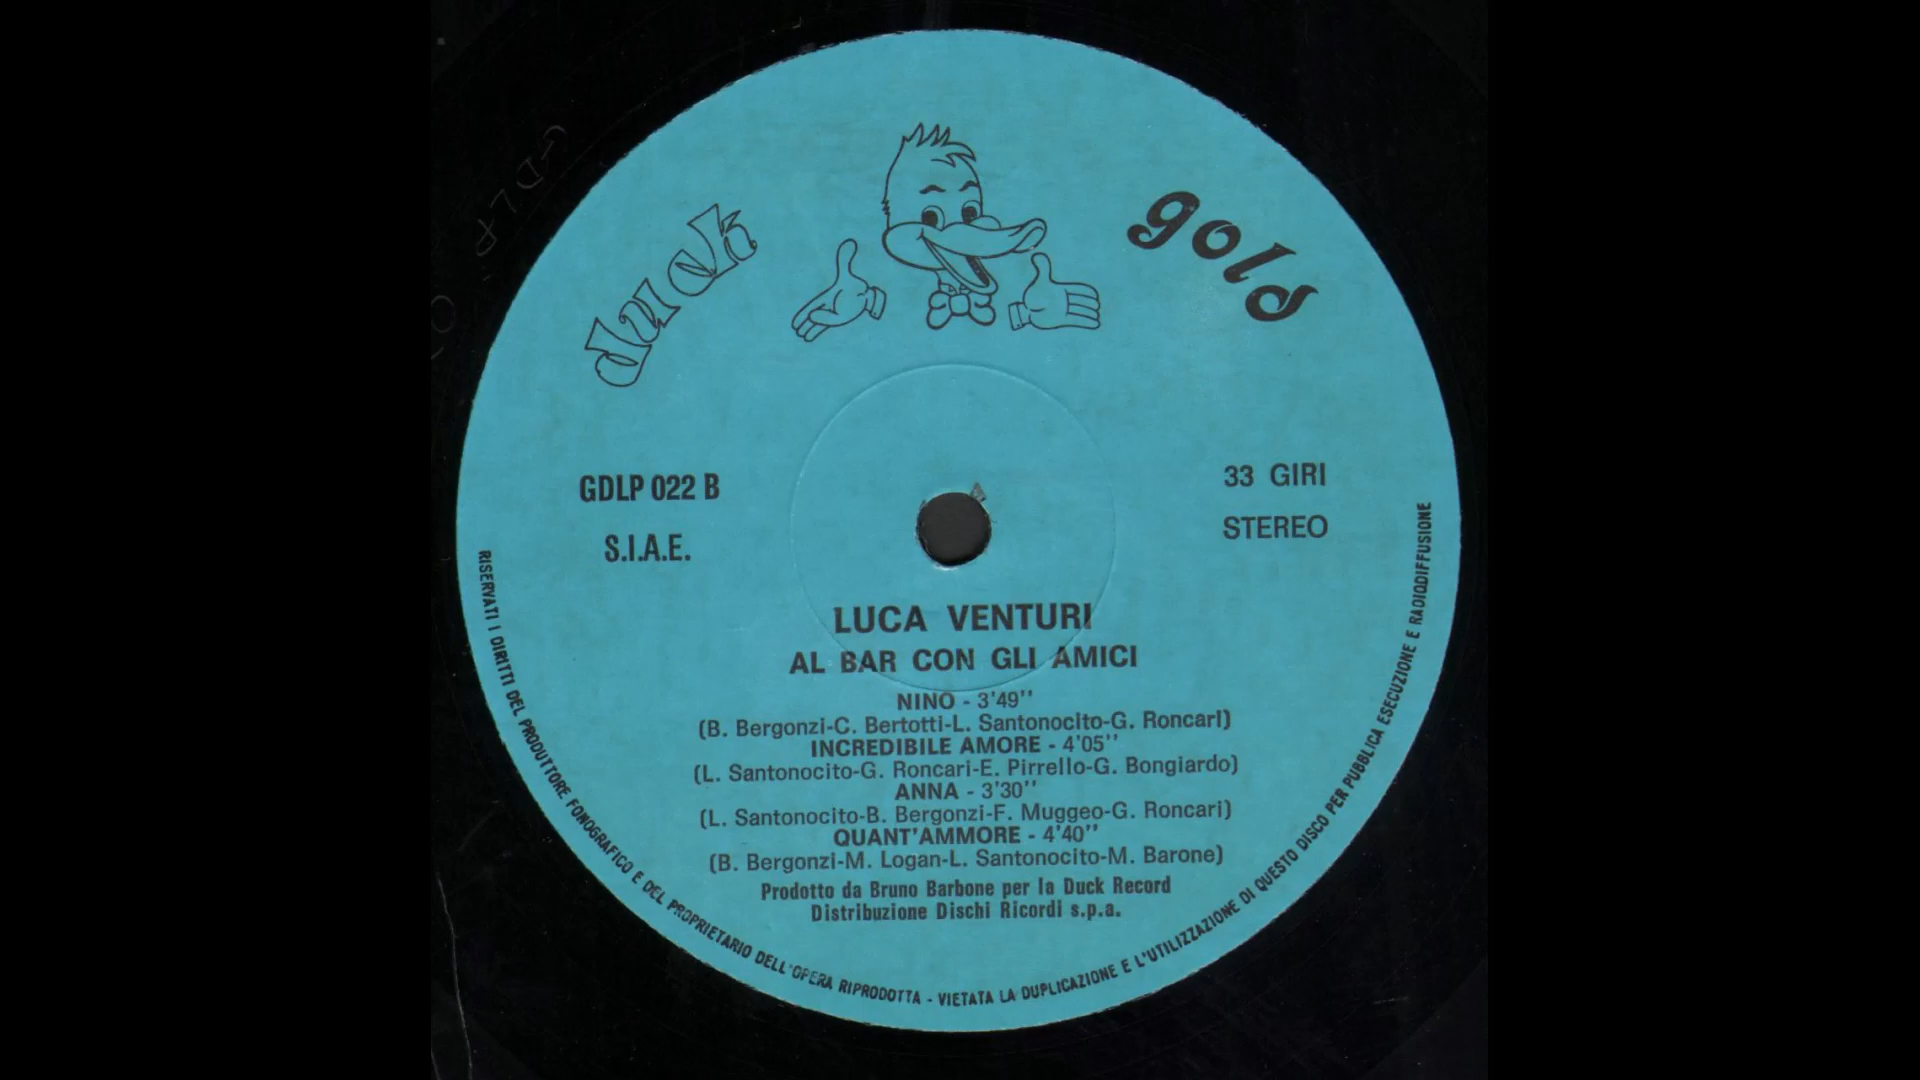 duck gold
GDLP 022 B
S.I.A.E.
33 GIRI
STEREO
LUCA VENTURI
AL BAR CON GLI AMICI
NINO - 3'49''
(B. Bergonzi-C. Bertotti-L. Santonocito-G. Roncari)
INCREDIBILE AMORE - 4'05''
(L. Santonocito-G. Roncari-E. Pirrello-G. Bongiardo)
ANNA - 3'30''
(L. Santonocito-B. Bergonzi-F. Muggeo-G. Roncari)
QUANT'AMMORE - 4'40''
(B. Bergonzi-M. Logan-L. Santonocito-M. Barone)
Prodotto da Bruno Barbone per la Duck Record
Distribuzione Dischi Ricordi s.p.a.
RISERVATI I DIRITTI DEL PRODUTTORE FONOGRAFICO E DEL PROPRIETARIO DELL'OPERA RIPRODOTTA - VIETATA LA DUPLICAZIONE E L'UTILIZZAZIONE DI QUESTO DISCO PER PUBBLICA ESECUZIONE E RADIODIFFUSIONE
GDLP